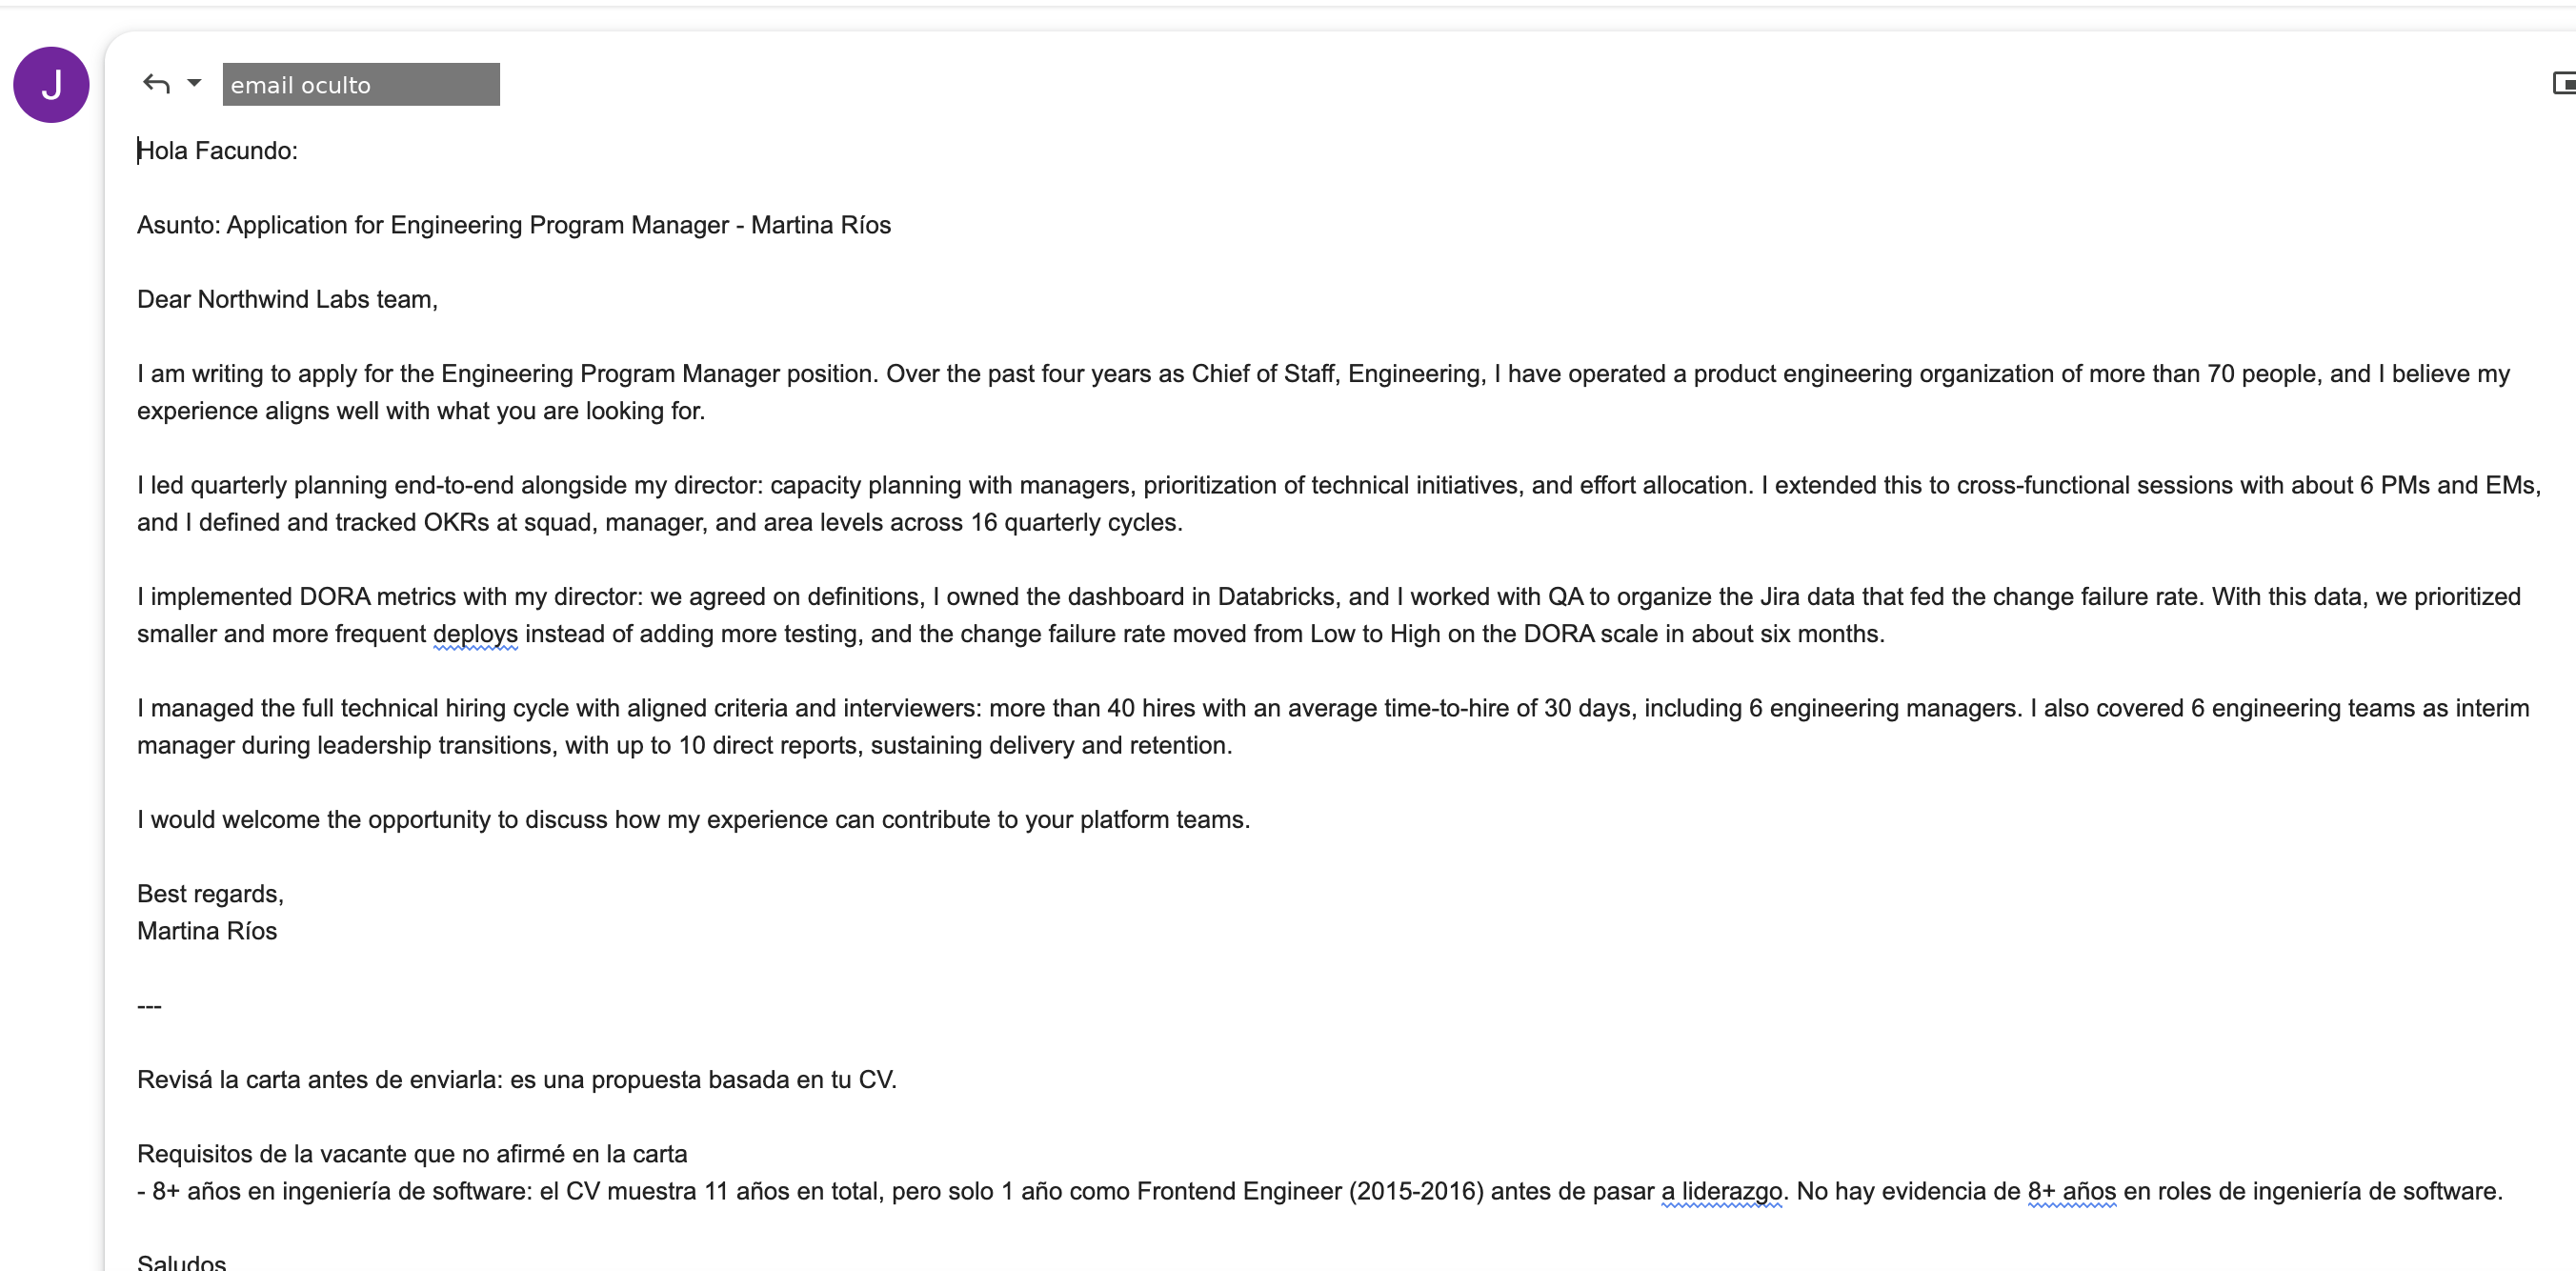 J
email oculto
Hola Facundo:
Asunto: Application for Engineering Program Manager - Martina Ríos
Dear Northwind Labs team,
I am writing to apply for the Engineering Program Manager position. Over the past four years as Chief of Staff, Engineering, I have operated a product engineering organization of more than 70 people, and I believe my
experience aligns well with what you are looking for.
I led quarterly planning end-to-end alongside my director: capacity planning with managers, prioritization of technical initiatives, and effort allocation. I extended this to cross-functional sessions with about 6 PMs and EMs,
and I defined and tracked OKRs at squad, manager, and area levels across 16 quarterly cycles.
I implemented DORA metrics with my director: we agreed on definitions, I owned the dashboard in Databricks, and I worked with QA to organize the Jira data that fed the change failure rate. With this data, we prioritized
smaller and more frequent deploys instead of adding more testing, and the change failure rate moved from Low to High on the DORA scale in about six months.
I managed the full technical hiring cycle with aligned criteria and interviewers: more than 40 hires with an average time-to-hire of 30 days, including 6 engineering managers. I also covered 6 engineering teams as interim
manager during leadership transitions, with up to 10 direct reports, sustaining delivery and retention.
I would welcome the opportunity to discuss how my experience can contribute to your platform teams.
Best regards,
Martina Ríos
---
Revisá la carta antes de enviarla: es una propuesta basada en tu CV.
Requisitos de la vacante que no afirmé en la carta
- 8+ años en ingeniería de software: el CV muestra 11 años en total, pero solo 1 año como Frontend Engineer (2015-2016) antes de pasar a liderazgo. No hay evidencia de 8+ años en roles de ingeniería de software.
Saludos